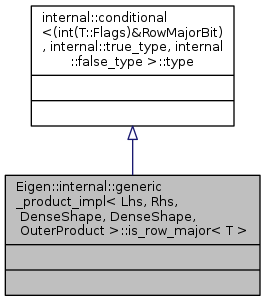 internal::conditional
<(int(T::Flags)&RowMajorBit)
, internal::true_type, internal
::false_type >::type
Eigen::internal::generic
_product_impl< Lhs, Rhs,
DenseShape, DenseShape,
OuterProduct >::is_row_major< T >